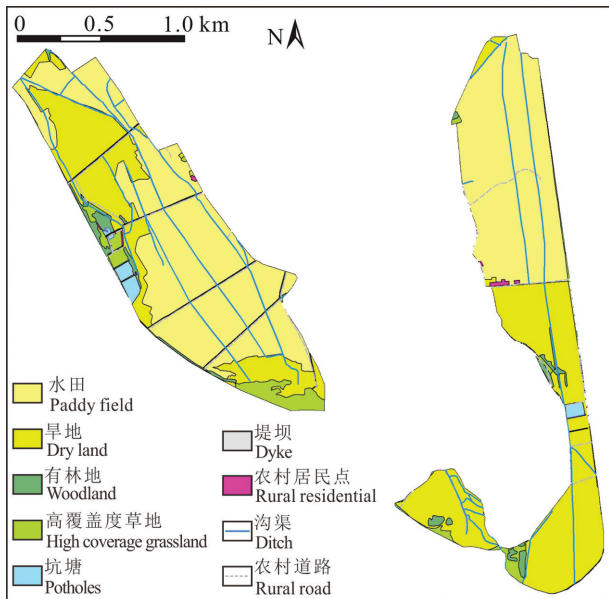 0 0.5 1.0 km
N
水田
Paddy field
旱地
Dry land
有林地
Woodland
高覆盖度草地
High coverage grassland
坑塘
Potholes
堤坝
Dyke
农村居民点
Rural residential
沟渠
Ditch
农村道路
Rural road